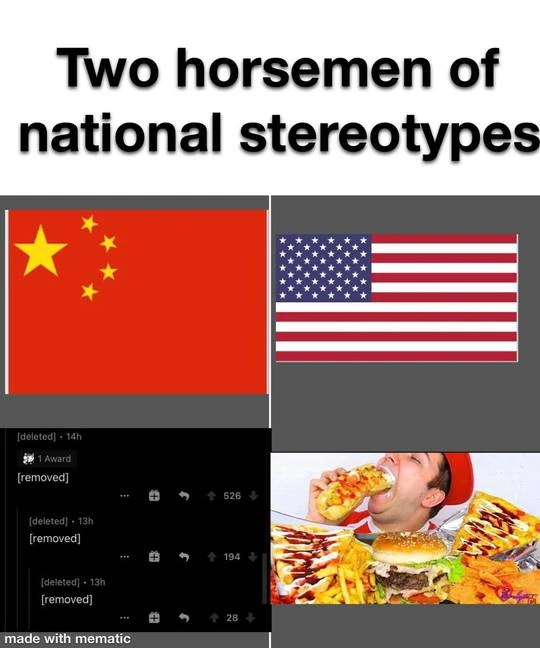 Two horsemen of
national stereotypes
[deleted] • 14h
1 Award
[removed]
526
[deleted] • 13h
[removed]
194
[deleted] • 13h
[removed]
28
made with mematic